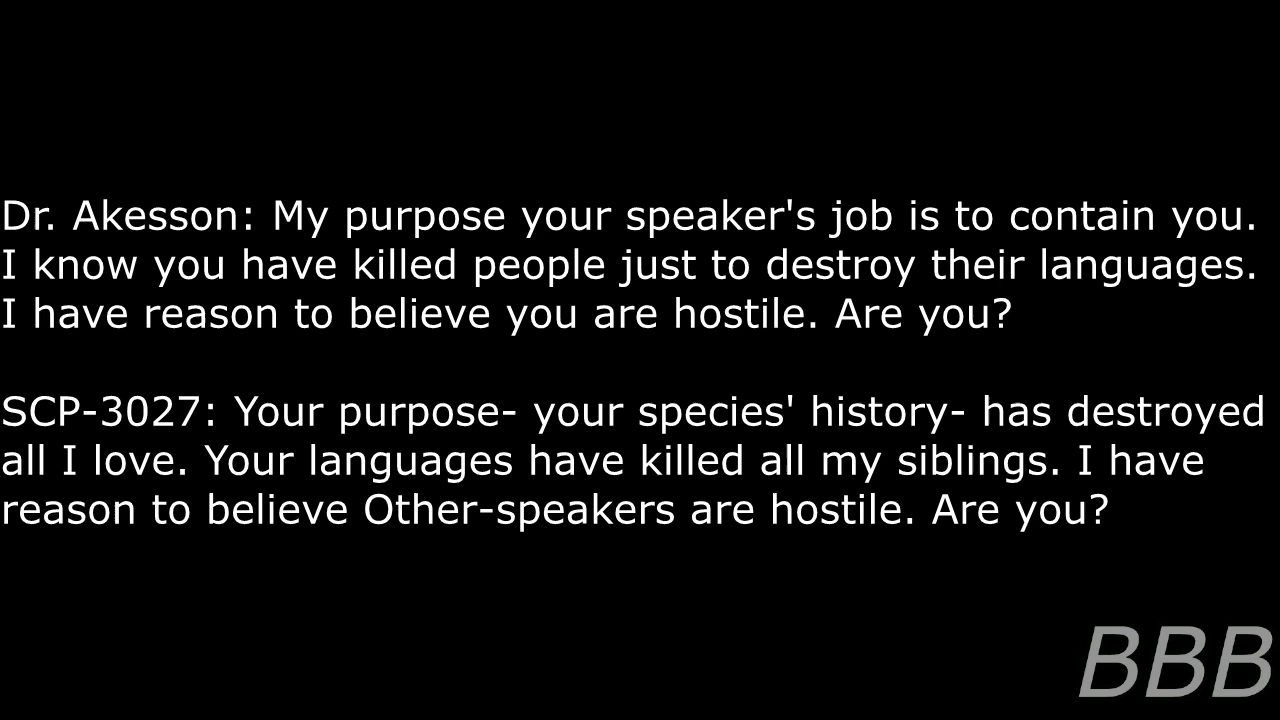 Dr. Akesson: My purpose your speaker's job is to contain you.
I know you have killed people just to destroy their languages.
I have reason to believe you are hostile. Are you?
SCP-3027: Your purpose- your species' history- has destroyed
all I love. Your languages have killed all my siblings. I have
reason to believe Other-speakers are hostile. Are you?
BBB